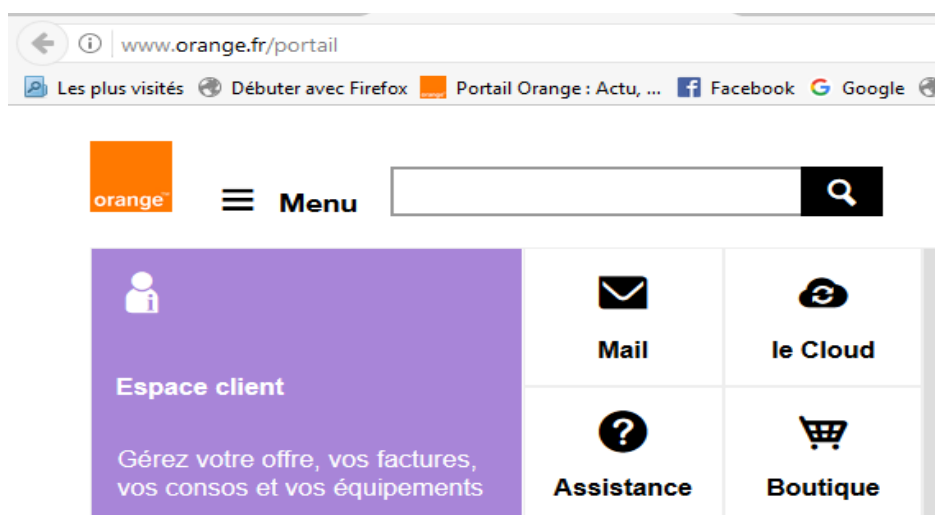 www.orange.fr/portail
Les plus visités Débuter avec Firefox Portail Orange : Actu, ... Facebook Google
orange™
Menu
Mail
le Cloud
Espace client
Gérez votre offre, vos factures,
vos consos et vos équipements
Assistance
Boutique